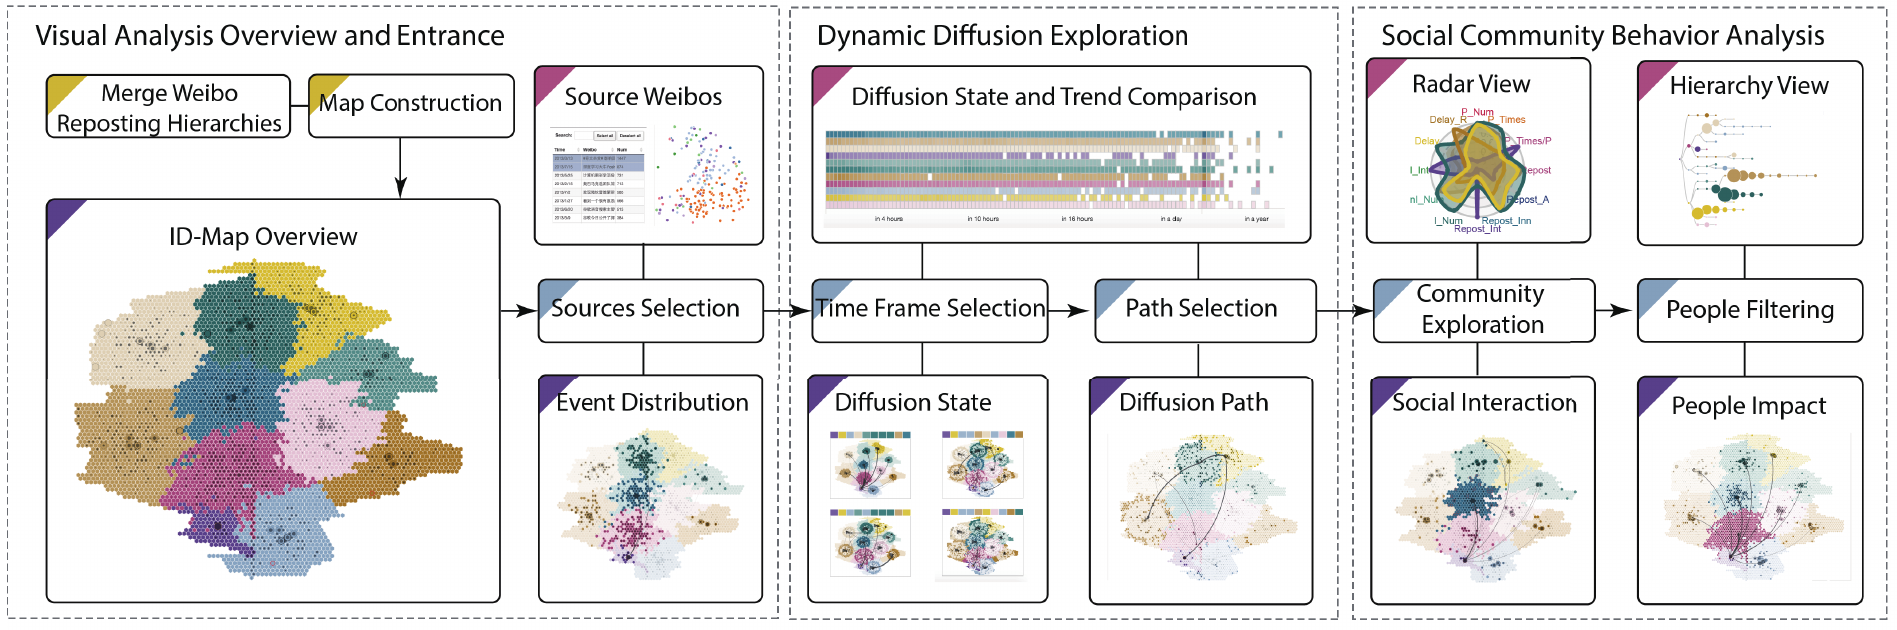 Visual Analysis Overview and Entrance
Merge Weibo
Reposting Hierarchies
Map Construction
ID-Map Overview
Source Weibos
Search:
Select all
Deselect all
Time Weibo Num
Sources Selection
Event Distribution
Dynamic Diffusion Exploration
Diffusion State and Trend Comparison
in 4 hours
in 10 hours
in 16 hours
in a day
in a year
Time Frame Selection
Path Selection
Diffusion State
Diffusion Path
Social Community Behavior Analysis
Radar View
P_Num
Delay_R
P_Times
Delay
P_Times/P
I_Int
Repost
nI_Num
Repost_A
I_Num
Repost_Inn
Repost_Int
Hierarchy View
Community
Exploration
People Filtering
Social Interaction
People Impact